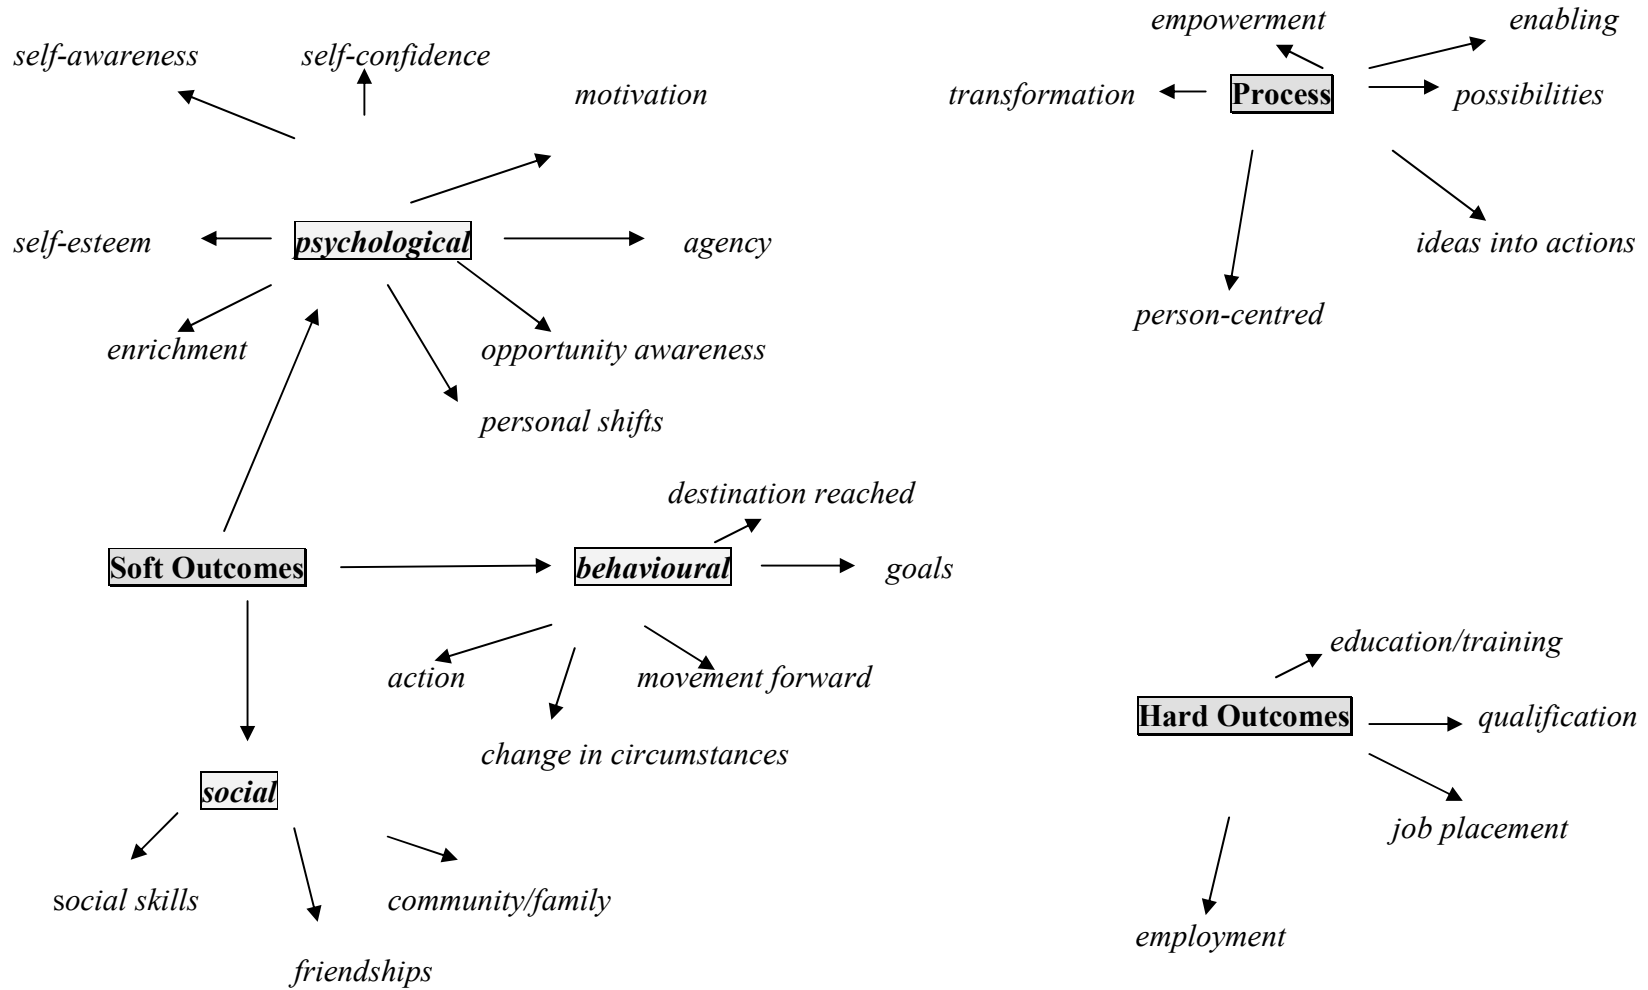 empowerment
enabling
self-awareness
self-confidence
motivation
transformation
Process
possibilities
self-esteem
psychological
agency
ideas into actions
person-centred
enrichment
opportunity awareness
personal shifts
destination reached
Soft Outcomes
behavioural
goals
education/training
action
movement forward
Hard Outcomes
qualification
change in circumstances
social
job placement
social skills
community/family
employment
friendships